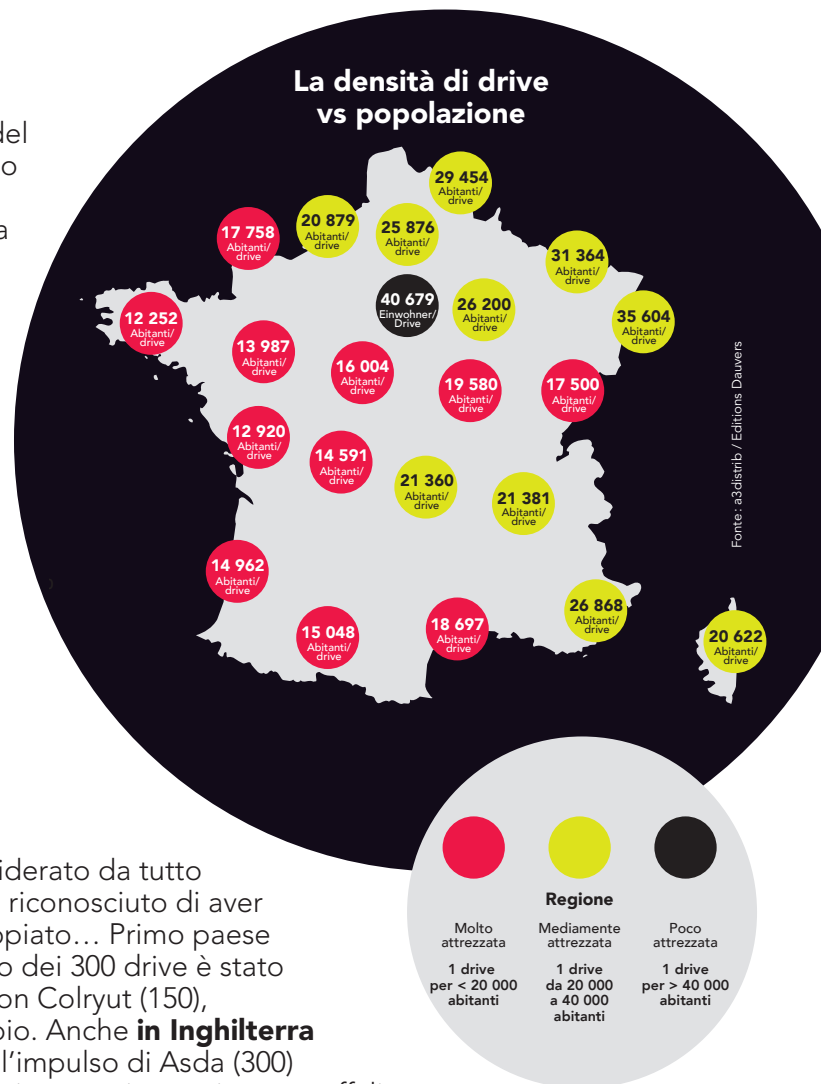 La densità di drive
vs popolazione
del
o
a
29 454
Abitanti/
drive
20 879
Abitanti/
drive
17 758
Abitanti/
drive
25 876
Abitanti/
drive
31 364
Abitanti/
drive
40 679
Einwohner/
Drive
26 200
Abitanti/
drive
35 604
Abitanti/
drive
12 252
Abitanti/
drive
13 987
Abitanti/
drive
16 004
Abitanti/
drive
19 580
Abitanti/
drive
17 500
Abitanti/
drive
12 920
Abitanti/
drive
14 591
Abitanti/
drive
21 360
Abitanti/
drive
21 381
Abitanti/
drive
14 962
Abitanti/
drive
15 048
Abitanti/
drive
18 697
Abitanti/
drive
26 868
Abitanti/
drive
20 622
Abitanti/
drive
Fonte : a3distrib / Editions Dauvers
Regione
Molto
attrezzata
1 drive
per < 20 000
abitanti
Mediamente
attrezzata
1 drive
da 20 000
a 40 000
abitanti
Poco
attrezzata
1 drive
per > 40 000
abitanti
siderato da tutto
riconosciuto di aver
opiato… Primo paese
o dei 300 drive è stato
on Colryut (150),
pio. Anche in Inghilterra
l'impulso di Asda (300)